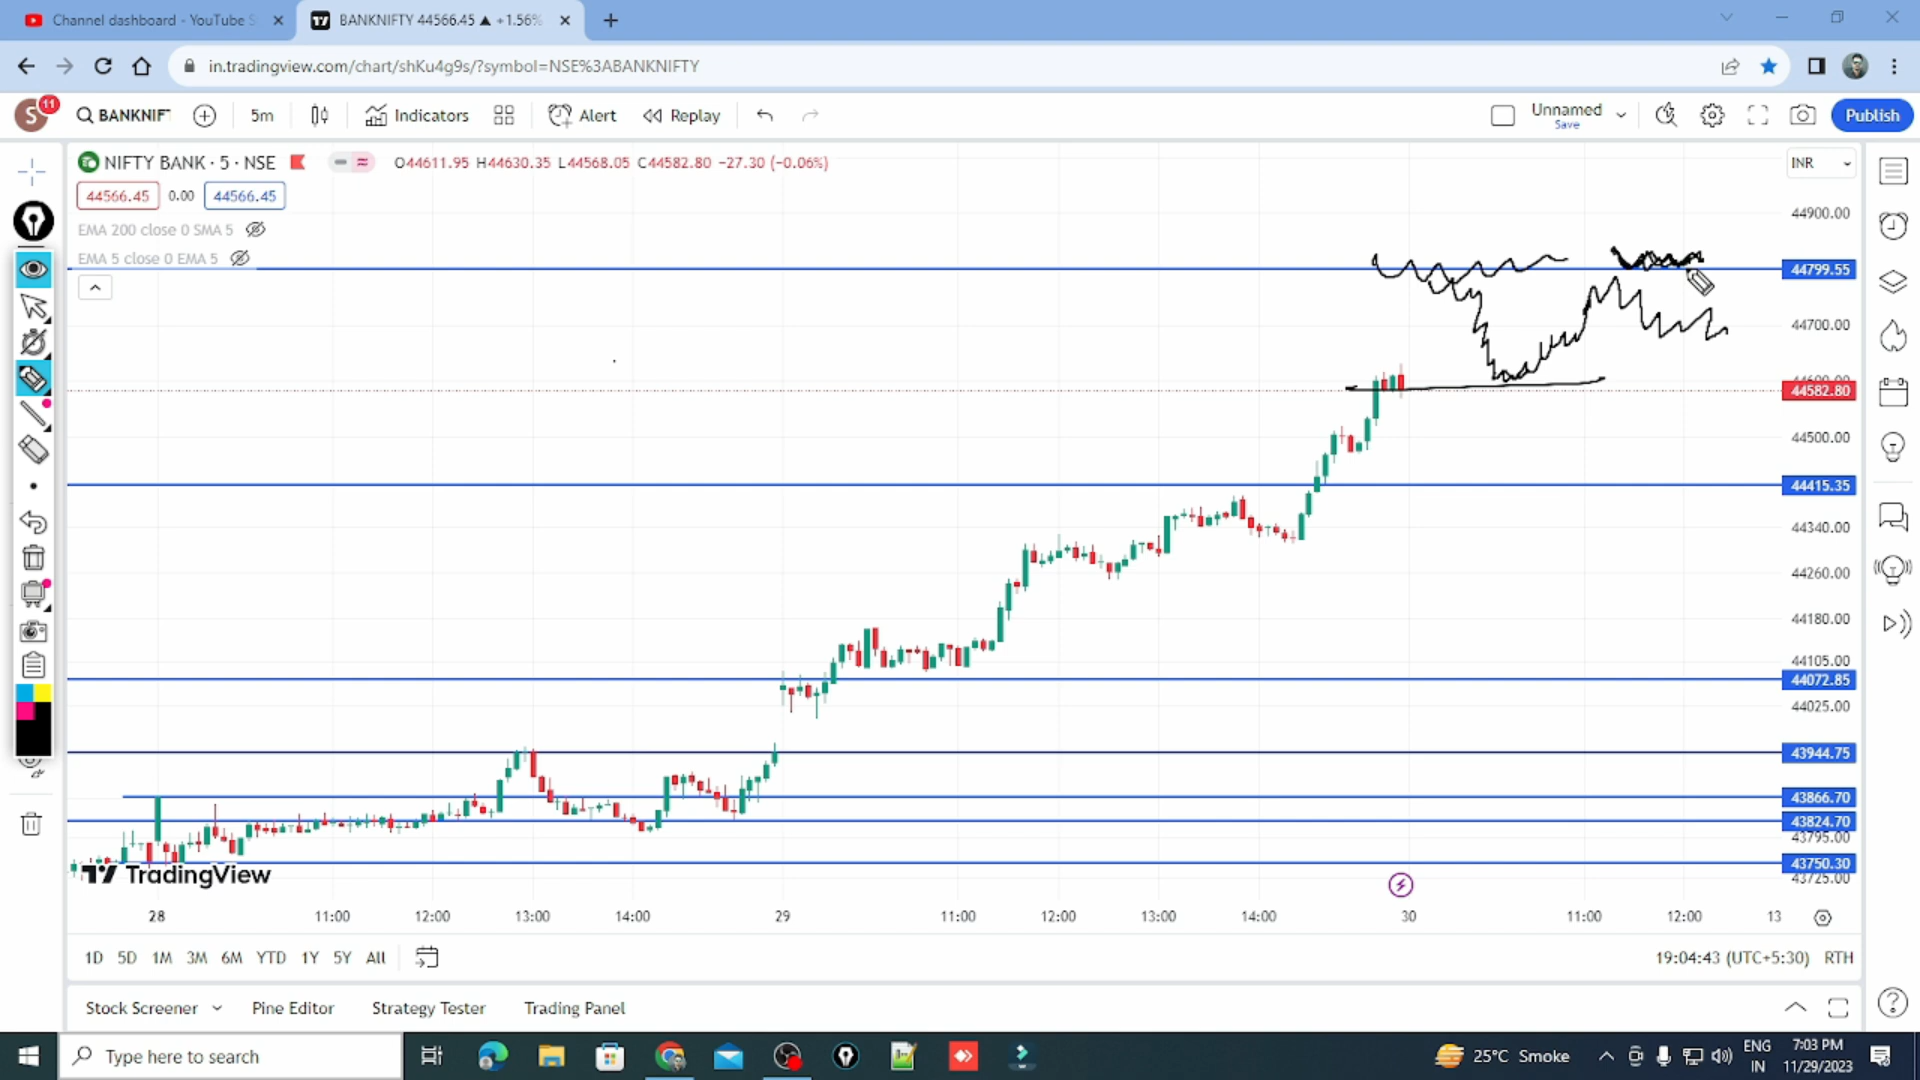 Channel dashboard - YouTube S
BANKNIFTY 44566.45 ▲ +1.56%
in.tradingview.com/chart/shKu4g9s/?symbol=NSE%3ABANKNIFTY
S 11 BANKNIF 5m Indicators Alert Replay Unnamed Save Publish
NIFTY BANK · 5 · NSE O44611.95 H44630.35 L44568.05 C44582.80 −27.30 (−0.06%) INR
44566.45 0.00 44566.45
EMA 200 close 0 SMA 5
EMA 5 close 0 EMA 5
44900.00
44799.55
44700.00
44600.00
44582.80
44500.00
44415.35
44340.00
44260.00
44180.00
44105.00
44072.85
44025.00
43944.75
43866.70
43824.70
43795.00
43750.30
43725.00
TradingView
28 11:00 12:00 13:00 14:00 29 11:00 12:00 13:00 14:00 30 11:00 12:00 13
1D 5D 1M 3M 6M YTD 1Y 5Y All 19:04:43 (UTC+5:30) RTH
Stock Screener Pine Editor Strategy Tester Trading Panel
Type here to search 25°C Smoke ENG IN 7:03 PM 11/29/2023